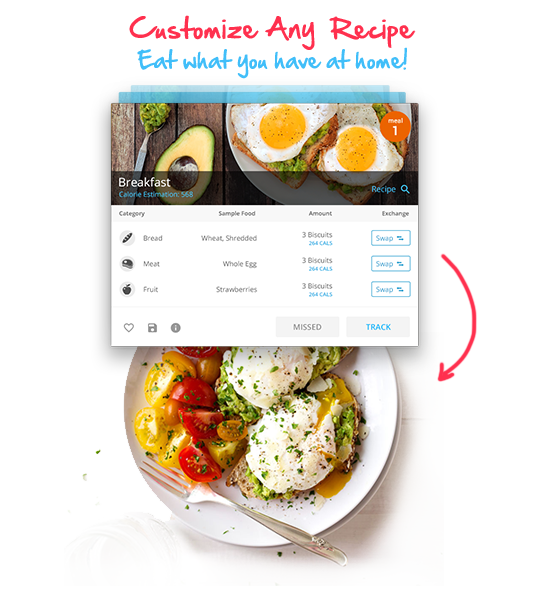 Customize Any Recipe
Eat what you have at home!
meal
1
Breakfast
Calorie Estimation: 568
Recipe
Category Sample Food Amount Exchange
Bread Wheat, Shredded 3 Biscuits Swap
264 CALS
Meat Whole Egg 3 Biscuits Swap
264 CALS
Fruit Strawberries 3 Biscuits Swap
264 CALS
MISSED TRACK